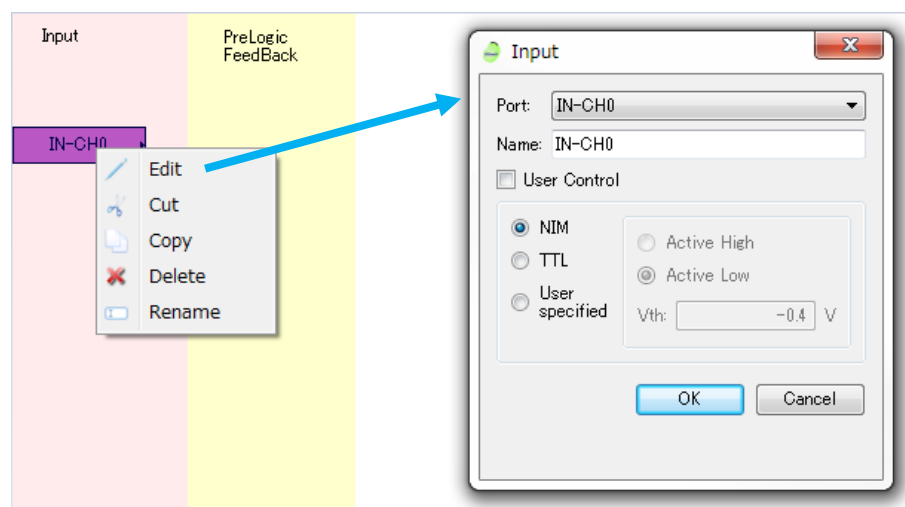 Input
PreLogic
FeedBack
IN-CH0
Edit
Cut
Copy
Delete
Rename
Input
Port: IN-CH0
Name: IN-CH0
User Control
NIM
TTL
User
specified
Active High
Active Low
Vth: -0.4 V
OK Cancel